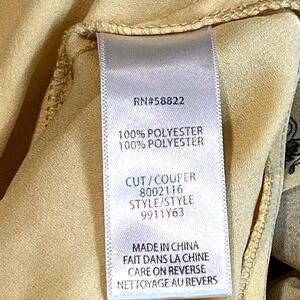 RN#58822
100% POLYESTER
100% POLYESTER
CUT/COUPER
8002116
STYLE/STYLE
9911Y63
MADE IN CHINA
FAIT DANS LA CHINE
CARE ON REVERSE
NETTOYAGE AU REVERS